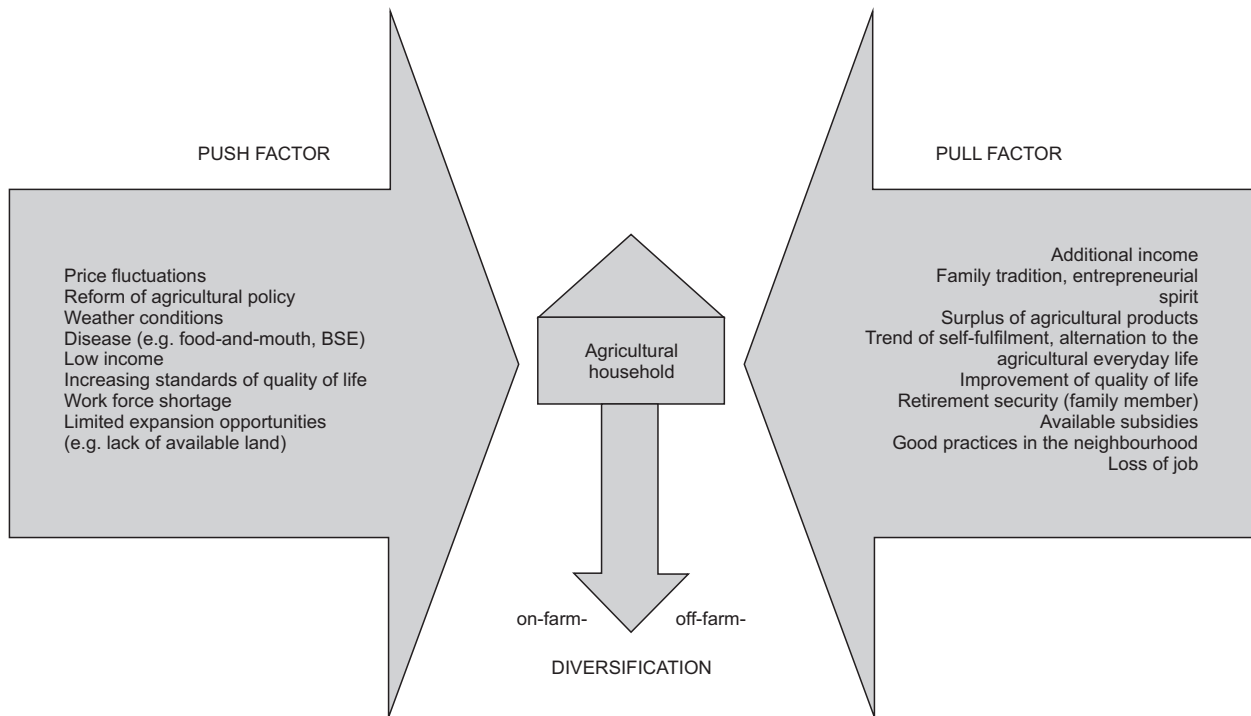 PUSH FACTOR
Price fluctuations
Reform of agricultural policy
Weather conditions
Disease (e.g. food-and-mouth, BSE)
Low income
Increasing standards of quality of life
Work force shortage
Limited expansion opportunities
(e.g. lack of available land)
Agricultural
household
on-farm-
off-farm-
DIVERSIFICATION
PULL FACTOR
Additional income
Family tradition, entrepreneurial
spirit
Surplus of agricultural products
Trend of self-fulfilment, alternation to the
agricultural everyday life
Improvement of quality of life
Retirement security (family member)
Available subsidies
Good practices in the neighbourhood
Loss of job